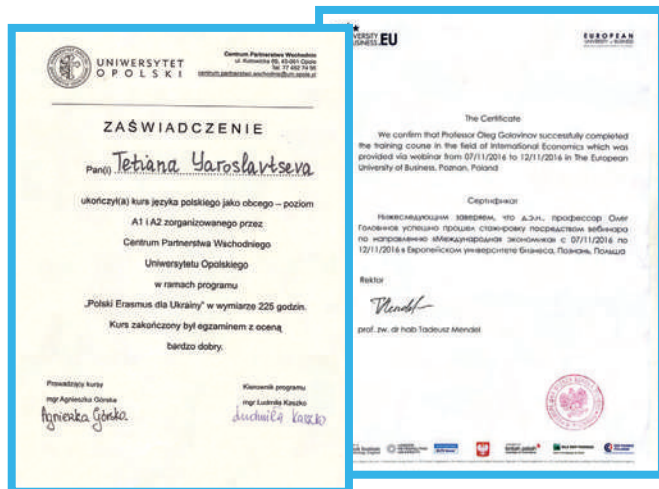 UNIWERSYTET
OPOLSKI
Centrum Partnerstwa Wschodniego
ZAŚWIADCZENIE
Pan(i) Tetiana Yaroslavtseva
ukończył(a) kurs języka polskiego jako obcego – poziom
A1 i A2 zorganizowanego przez
Centrum Partnerstwa Wschodniego
Uniwersytetu Opolskiego
w ramach programu
„Polski Erasmus dla Ukrainy" w wymiarze 225 godzin.
Kurs zakończony był egzaminem z oceną
bardzo dobry.
Prowadzący kursy
mgr Agnieszka Górska
Agnieszka Górska
Kierownik programu
mgr Ludmiła Kaszko
Ludmiła Kaszko
EU
EUROPEAN
UNIVERSITY of BUSINESS
The Certificate
We confirm that Professor Oleg Golovinov successfully completed
the training course in the field of International Economics which was
provided via webinar from 07/11/2016 to 12/11/2016 in The European
University of Business, Poznan, Poland
Сертификат
Нижеследующим заверяем, что д.э.н., профессор Олег
Головинов успешно прошел стажировку посредством вебинара
по направлению «Международная экономика» с 07/11/2016 по
12/11/2016 в Европейском университете Бизнеса, Познань, Польша
Rektor
Mendel
prof. zw. dr hab Tadeusz Mendel